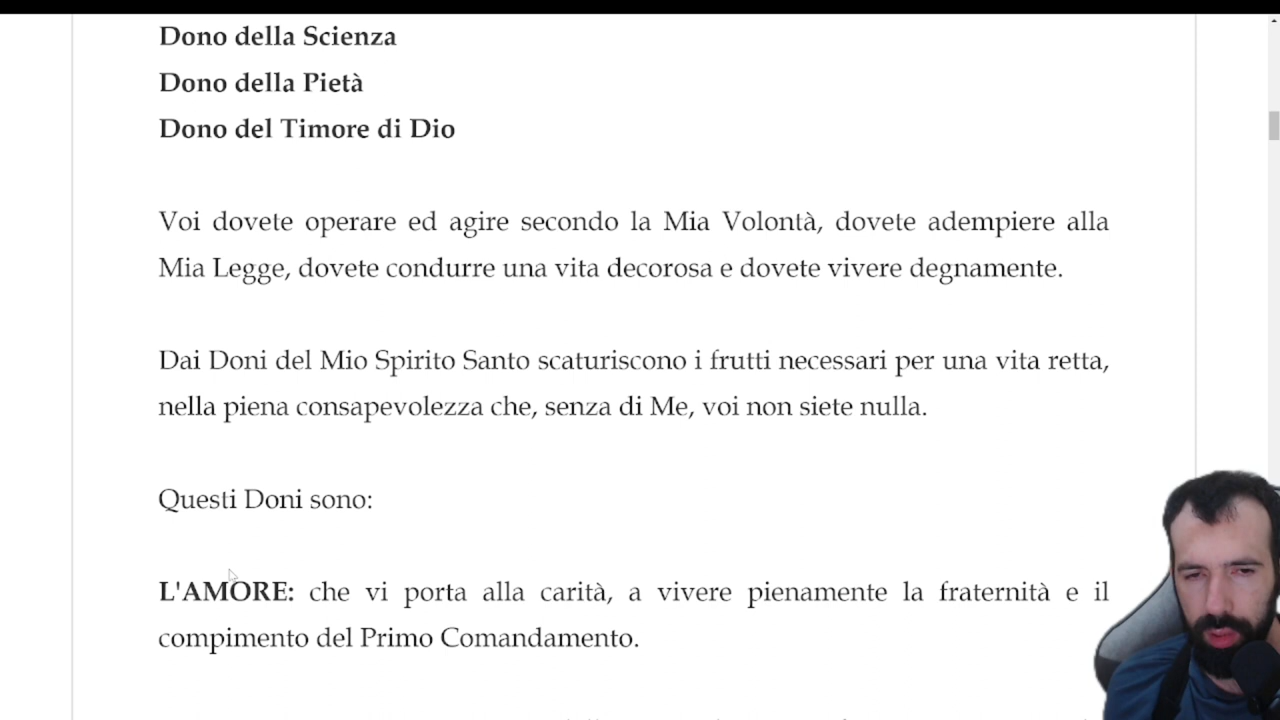 Dono della Scienza
Dono della Pietà
Dono del Timore di Dio
Voi dovete operare ed agire secondo la Mia Volontà, dovete adempiere alla
Mia Legge, dovete condurre una vita decorosa e dovete vivere degnamente.
Dai Doni del Mio Spirito Santo scaturiscono i frutti necessari per una vita retta,
nella piena consapevolezza che, senza di Me, voi non siete nulla.
Questi Doni sono:
L'AMORE: che vi porta alla carità, a vivere pienamente la fraternità e il
compimento del Primo Comandamento.